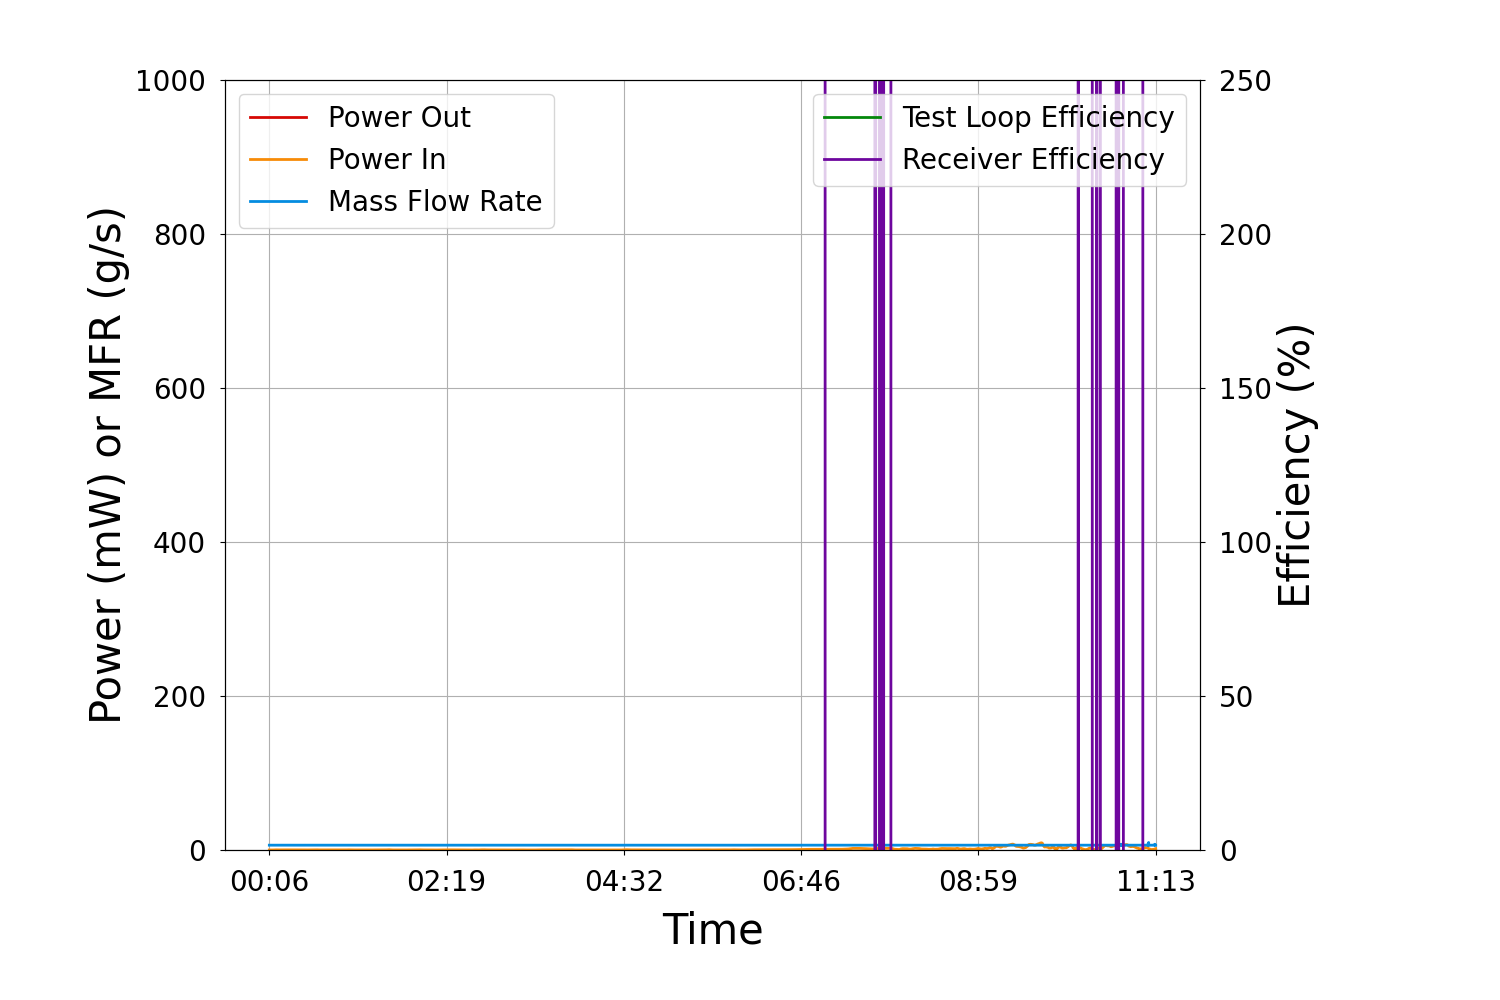 1000
800
600
400
200
0
Power (mW) or MFR (g/s)
Power Out
Power In
Mass Flow Rate
Test Loop Efficiency
Receiver Efficiency
250
200
150
100
50
0
Efficiency (%)
00:06 02:19 04:32 06:46 08:59 11:13
Time